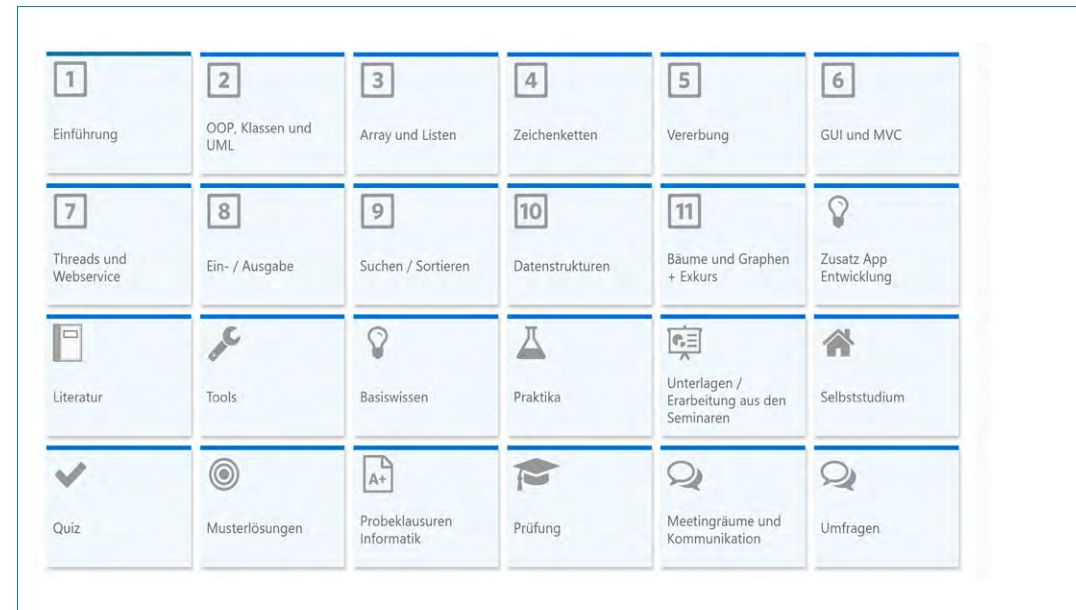 1
Einführung
2
OOP, Klassen und
UML
3
Array und Listen
4
Zeichenketten
5
Vererbung
6
GUI und MVC
7
Threads und
Webservice
8
Ein- / Ausgabe
9
Suchen / Sortieren
10
Datenstrukturen
11
Bäume und Graphen
+ Exkurs
Zusatz App
Entwicklung
Literatur
Tools
Basiswissen
Praktika
Unterlagen /
Erarbeitung aus den
Seminaren
Selbststudium
Quiz
Musterlösungen
A+
Probeklausuren
Informatik
Prüfung
Meetingräume und
Kommunikation
Umfragen